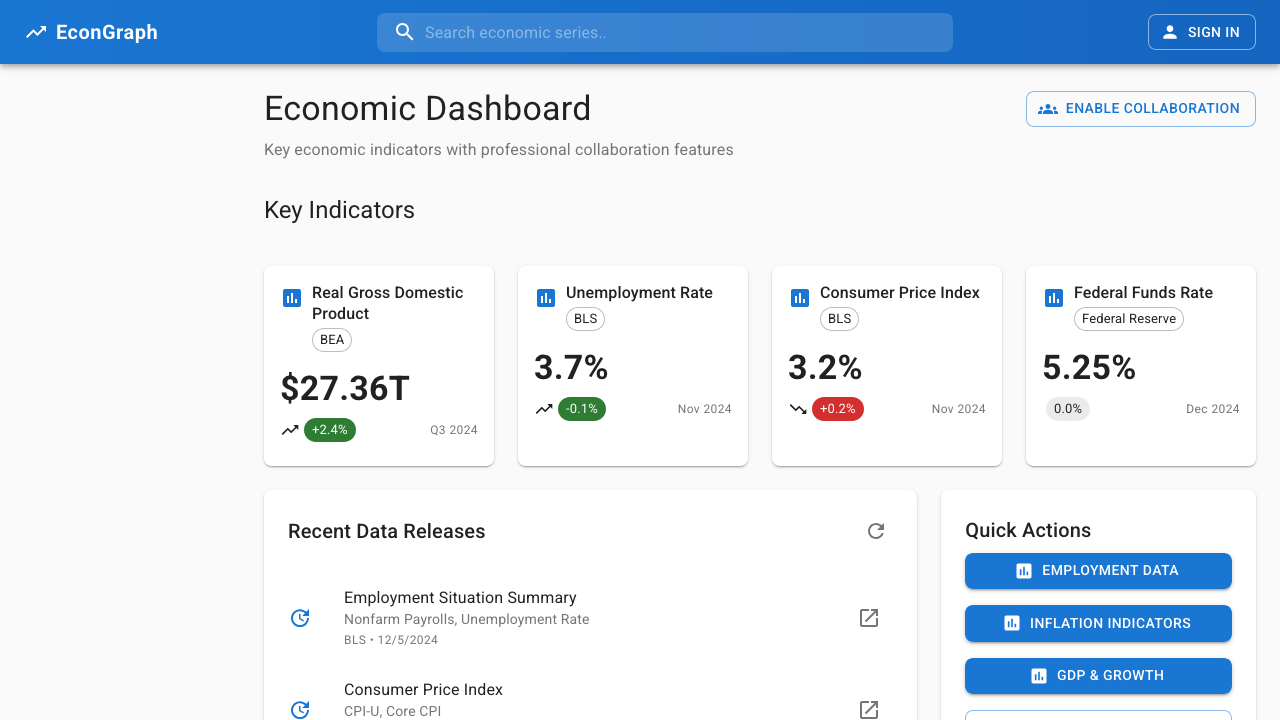 EconGraph
Search economic series..
SIGN IN
Economic Dashboard
ENABLE COLLABORATION
Key economic indicators with professional collaboration features
Key Indicators
Real Gross Domestic
Product
BEA
$27.36T
+2.4%
Q3 2024
Unemployment Rate
BLS
3.7%
-0.1%
Nov 2024
Consumer Price Index
BLS
3.2%
+0.2%
Nov 2024
Federal Funds Rate
Federal Reserve
5.25%
0.0%
Dec 2024
Recent Data Releases
Employment Situation Summary
Nonfarm Payrolls, Unemployment Rate
BLS • 12/5/2024
Consumer Price Index
CPI-U, Core CPI
Quick Actions
EMPLOYMENT DATA
INFLATION INDICATORS
GDP & GROWTH